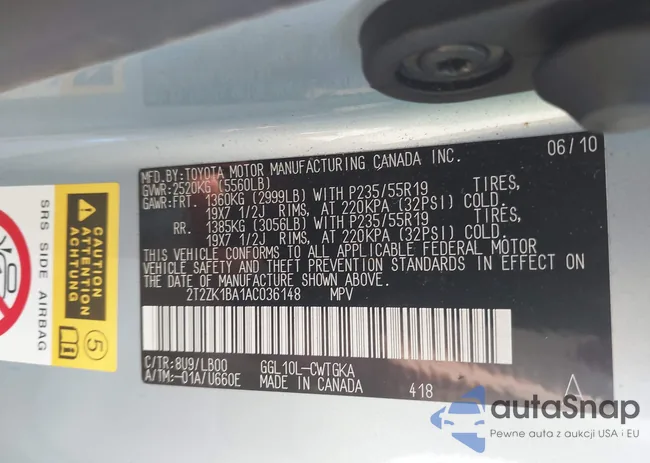 MFD.BY:TOYOTA MOTOR MANUFACTURING CANADA INC. 06/10
GVWR:2520KG (5560LB)
GAWR:FRT. 1360KG (2999LB) WITH P235/55R19 TIRES,
19X7 1/2J RIMS, AT 220KPA (32PSI) COLD.
RR. 1385KG (3056LB) WITH P235/55R19 TIRES,
19X7 1/2J RIMS, AT 220KPA (32PSI) COLD.
THIS VEHICLE CONFORMS TO ALL APPLICABLE FEDERAL MOTOR
VEHICLE SAFETY AND THEFT PREVENTION STANDARDS IN EFFECT ON
THE DATE OF MANUFACTURE SHOWN ABOVE.
2T2ZK1BA1AC036148 MPV
C/TR:8U9/LB00 GGL10L-CWTGKA
A/TM:-01A/U660E MADE IN CANADA 418
CAUTION
ATTENTION
ACHTUNG
5
SRS SIDE AIRBAG
autaSnap
Pewne auta z aukcji USA i EU